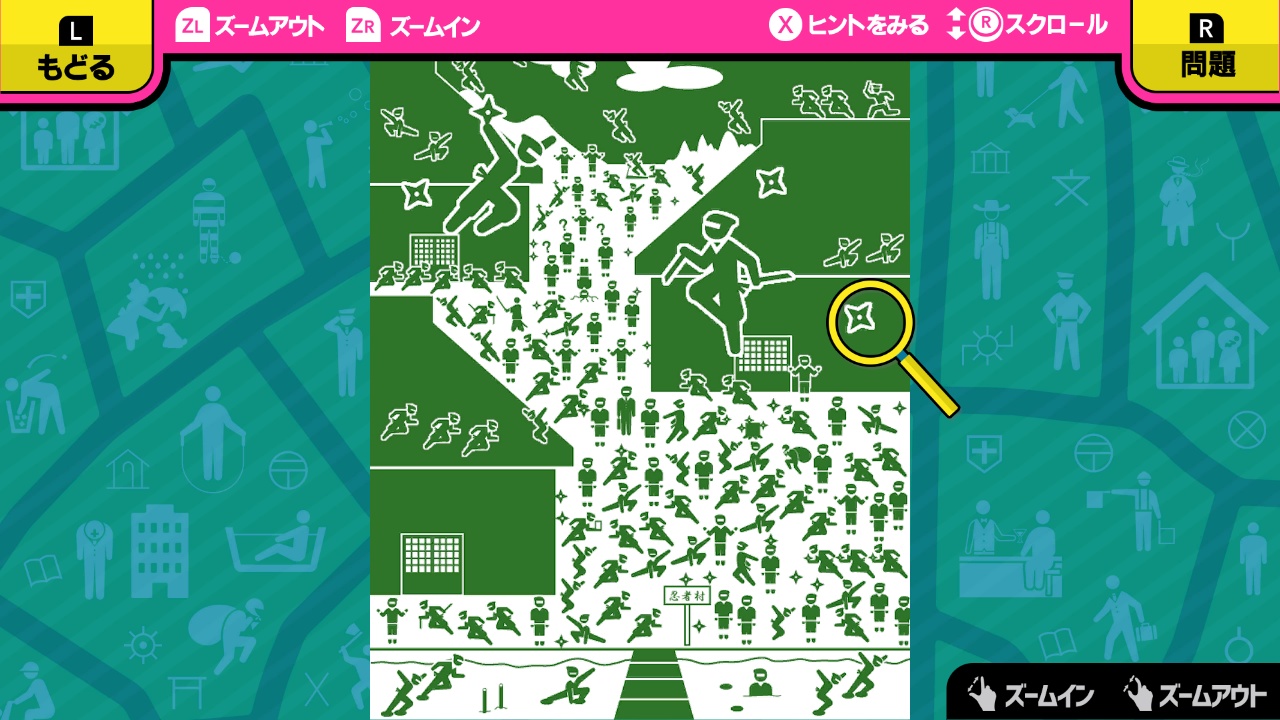 L
もどる
ZL ズームアウト
ZR ズームイン
X ヒントをみる
R スクロール
R
問題
忍者村
ズームイン
ズームアウト